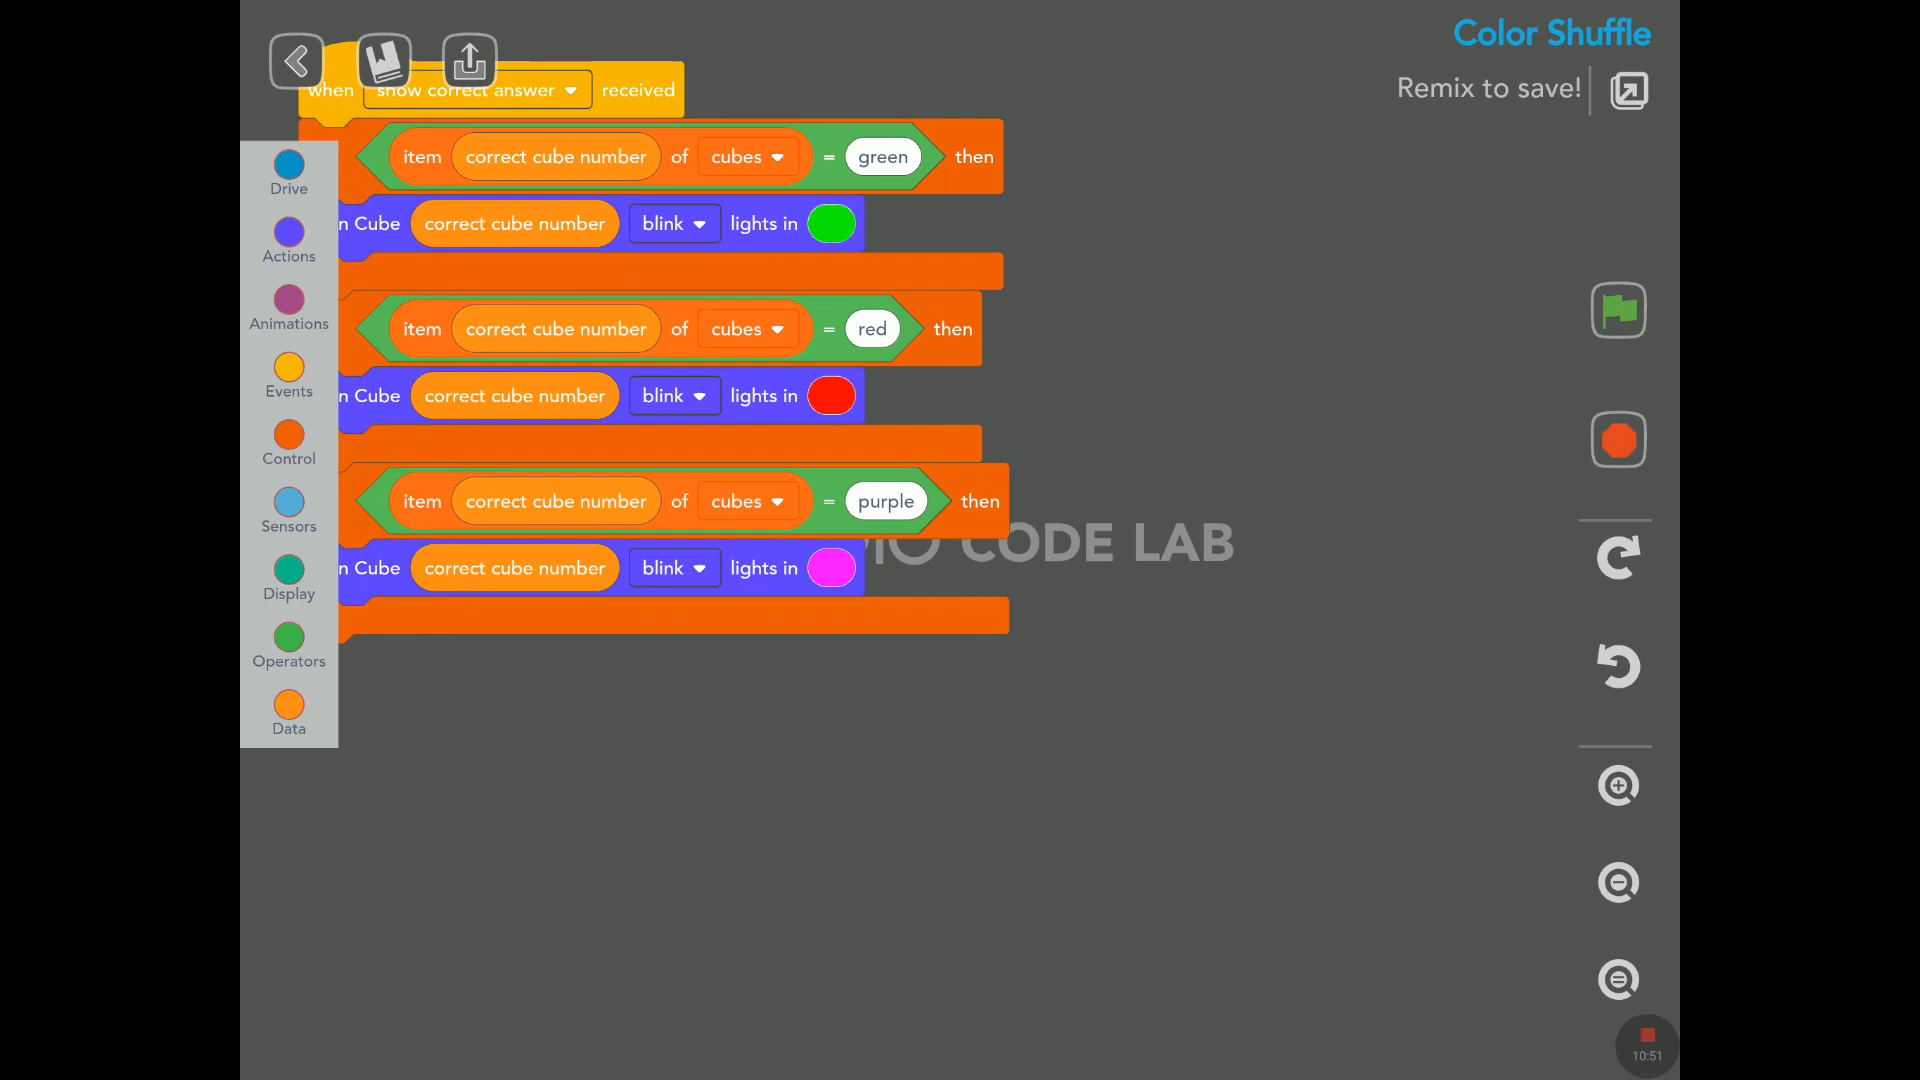 Color Shuffle
Remix to save!
when show correct answer received
item correct cube number of cubes = green then
n Cube correct cube number blink lights in
item correct cube number of cubes = red then
n Cube correct cube number blink lights in
item correct cube number of cubes = purple then
n Cube correct cube number blink lights in
Drive
Actions
Animations
Events
Control
Sensors
Display
Operators
Data
MO CODE LAB
10:51